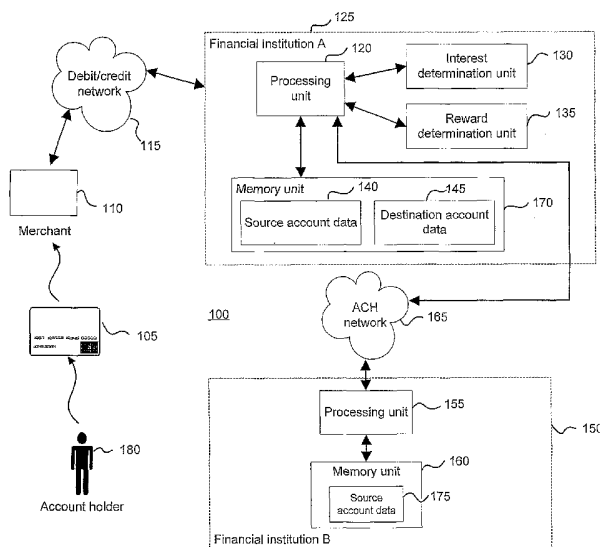 125
Financial institution A
120
Debit/credit
network
115
Processing
unit
Interest
determination unit
130
Reward
determination unit
135
110
Merchant
Memory unit
140
145
170
Source account data
Destination account
data
105
100
ACH
network
165
Processing unit
155
150
180
Account holder
Memory unit
160
Source
account data
175
Financial institution B